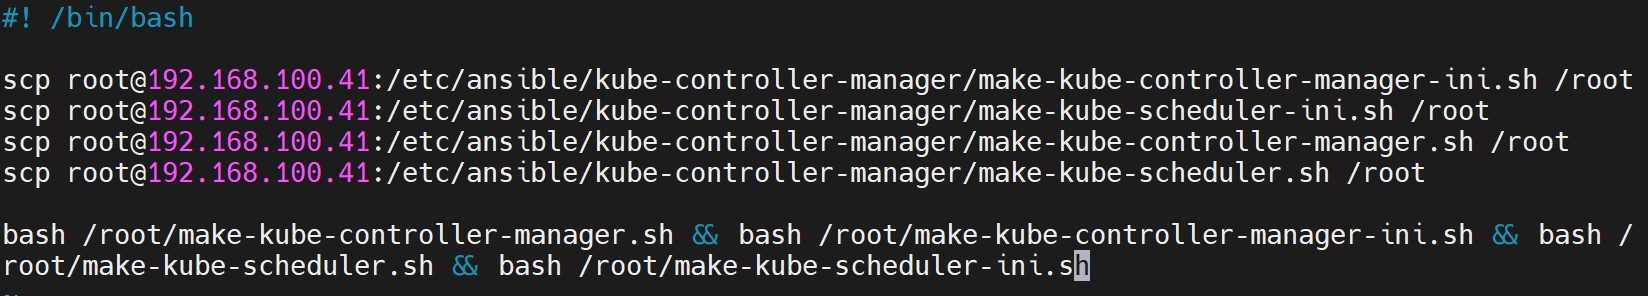 #! /bin/bash
scp root@192.168.100.41:/etc/ansible/kube-controller-manager/make-kube-controller-manager-ini.sh /root
scp root@192.168.100.41:/etc/ansible/kube-controller-manager/make-kube-scheduler-ini.sh /root
scp root@192.168.100.41:/etc/ansible/kube-controller-manager/make-kube-controller-manager.sh /root
scp root@192.168.100.41:/etc/ansible/kube-controller-manager/make-kube-scheduler.sh /root
bash /root/make-kube-controller-manager.sh && bash /root/make-kube-controller-manager-ini.sh && bash /
root/make-kube-scheduler.sh && bash /root/make-kube-scheduler-ini.sh